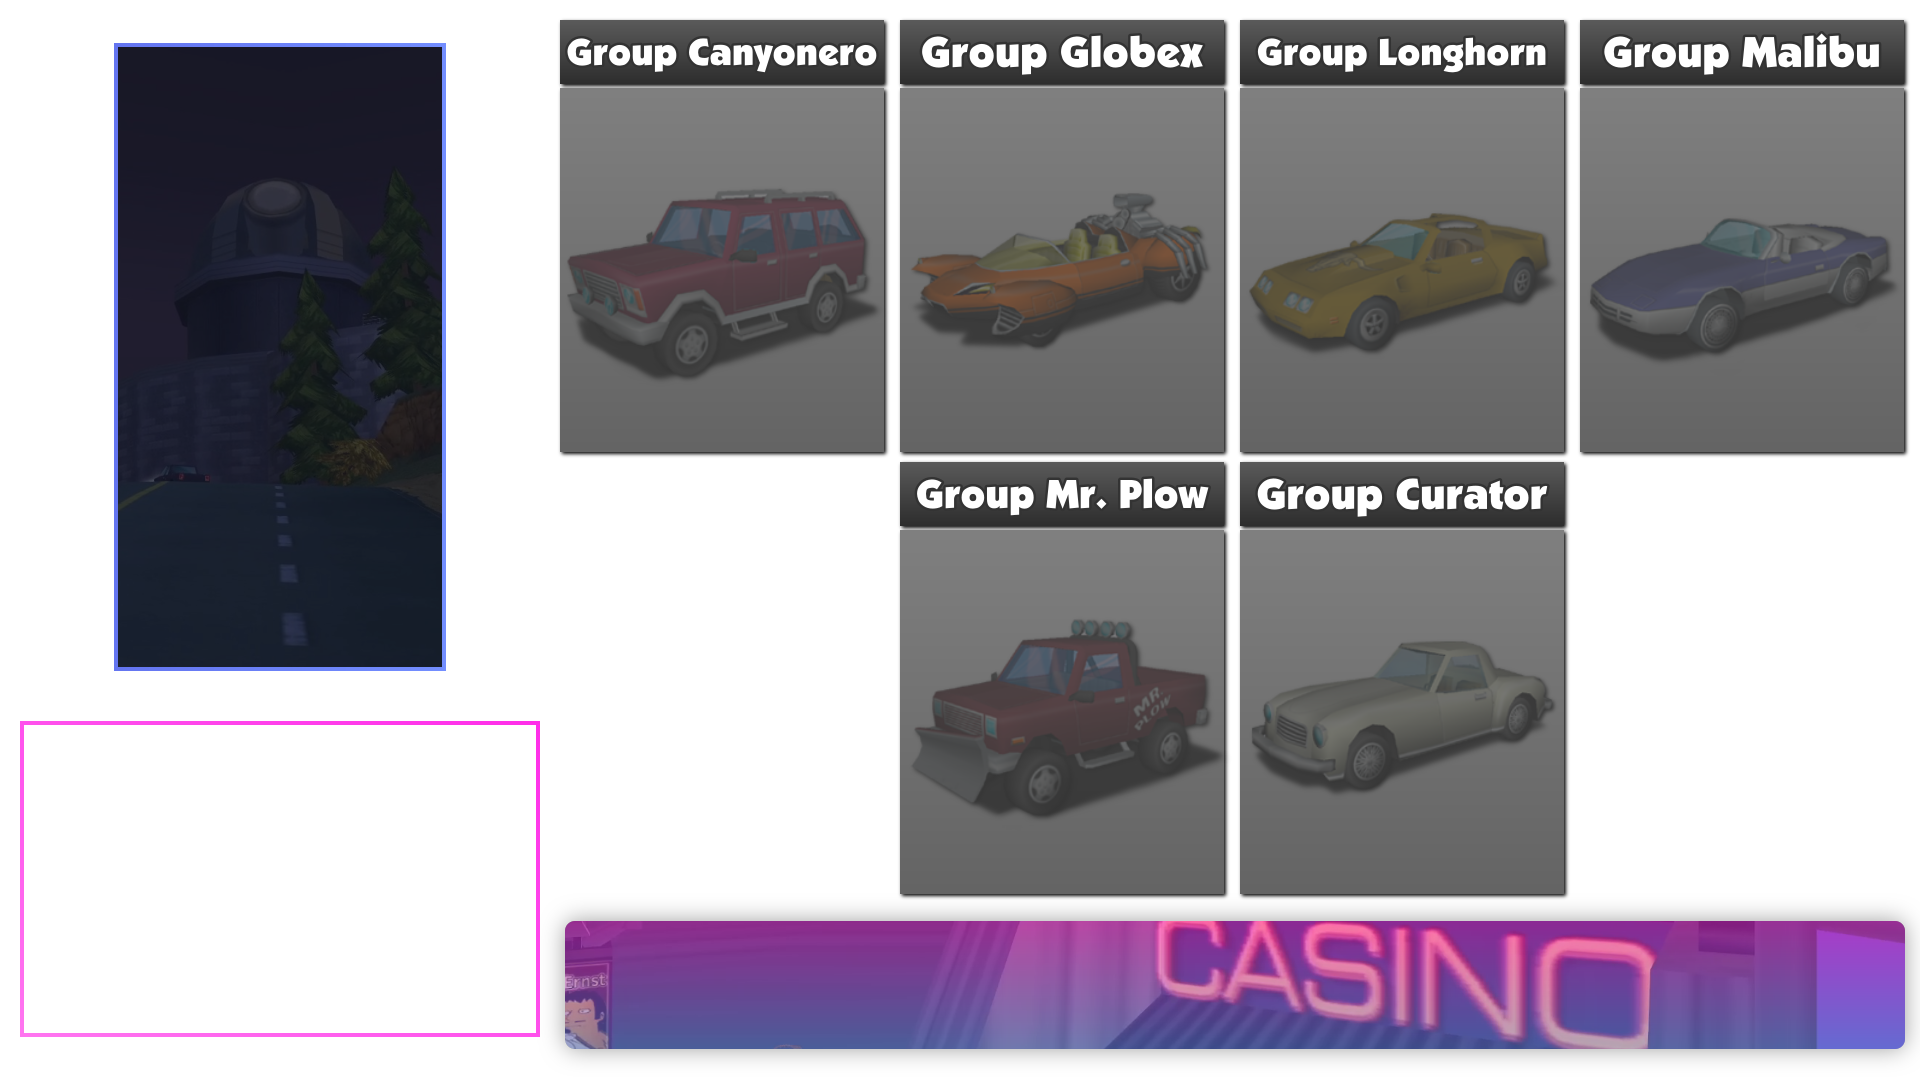 Group Canyonero
Group Globex
Group Longhorn
Group Malibu
Group Mr. Plow
Group Curator
MR.
PLOW
Ernst
CASINO